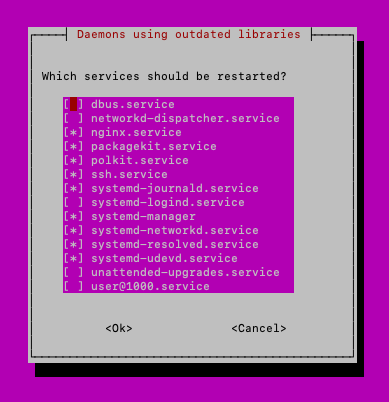 Daemons using outdated libraries
Which services should be restarted?
[ ] dbus.service
[ ] networkd-dispatcher.service
[*] nginx.service
[*] packagekit.service
[*] polkit.service
[*] ssh.service
[*] systemd-journald.service
[ ] systemd-logind.service
[*] systemd-manager
[*] systemd-networkd.service
[*] systemd-resolved.service
[*] systemd-udevd.service
[ ] unattended-upgrades.service
[ ] user@1000.service
<Ok> <Cancel>